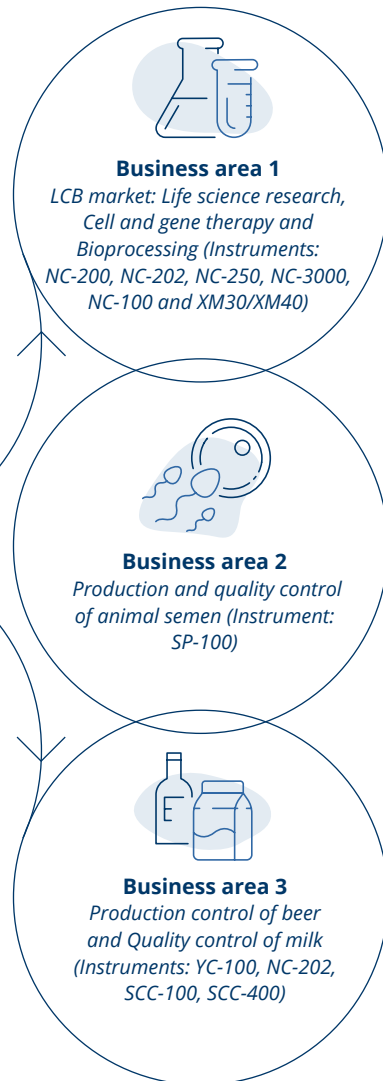 Business area 1
LCB market: Life science research,
Cell and gene therapy and
Bioprocessing (Instruments:
NC-200, NC-202, NC-250, NC-3000,
NC-100 and XM30/XM40)
Business area 2
Production and quality control
of animal semen (Instrument:
SP-100)
E
Business area 3
Production control of beer
and Quality control of milk
(Instruments: YC-100, NC-202,
SCC-100, SCC-400)